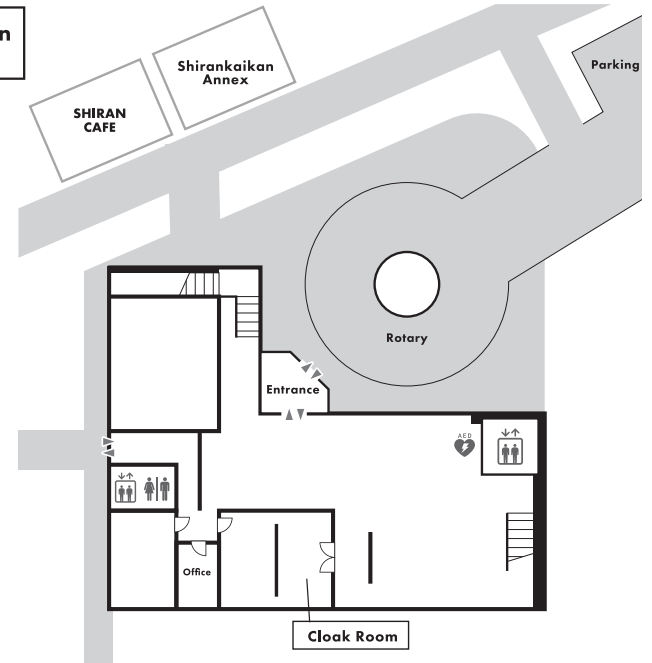 n
Shirankaikan
Annex
SHIRAN
CAFE
Parking
Rotary
Entrance
AED
Office
Cloak Room